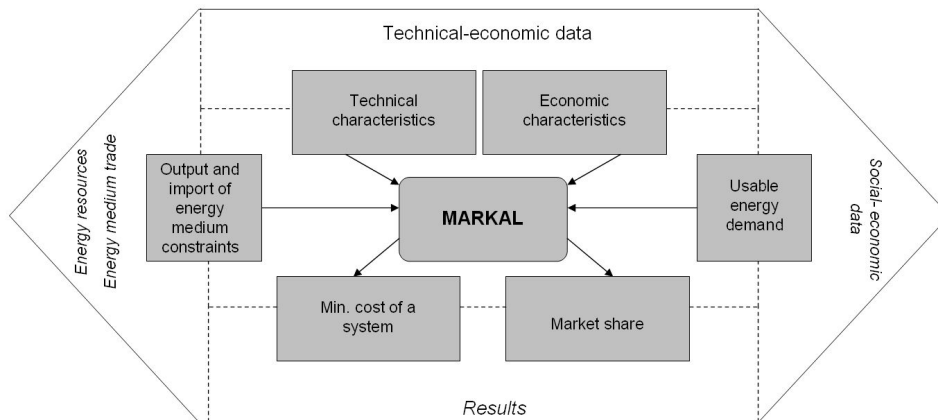 Technical-economic data
Technical
characteristics
Economic
characteristics
Energy resources
Energy medium trade
Output and
import of
energy
medium
constraints
MARKAL
Usable
energy
demand
Social- economic
data
Min. cost of a
system
Market share
Results